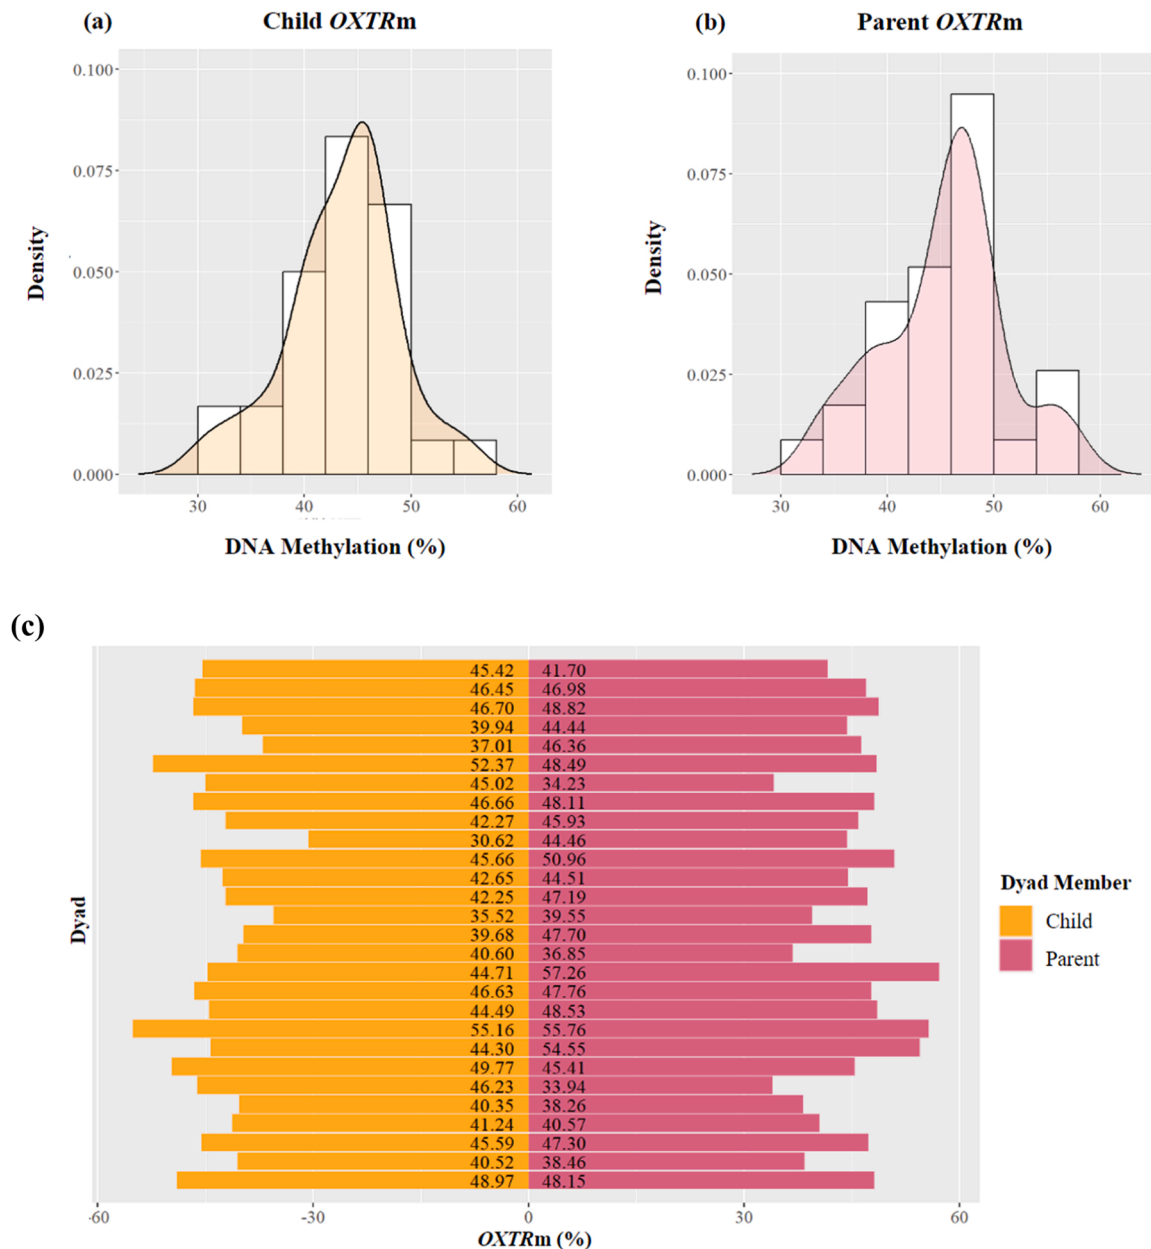 (a) Child OXTRm
0.100
0.075
0.050
0.025
0.000
Density
30 40 50 60
DNA Methylation (%)
(b) Parent OXTRm
0.100
0.075
0.050
0.025
0.000
Density
30 40 50 60
DNA Methylation (%)
(c)
Dyad
45.42 41.70
46.45 46.98
46.70 48.82
39.94 44.44
37.01 46.36
52.37 48.49
45.02 34.23
46.66 48.11
42.27 45.93
30.62 44.46
45.66 50.96
42.65 44.51
42.25 47.19
35.52 39.55
39.68 47.70
40.60 36.85
44.71 57.26
46.63 47.76
44.49 48.53
55.16 55.76
44.30 54.55
49.77 45.41
46.23 33.94
40.35 38.26
41.24 40.57
45.59 47.30
40.52 38.46
48.97 48.15
-60 -30 0 30 60
OXTRm (%)
Dyad Member
Child
Parent